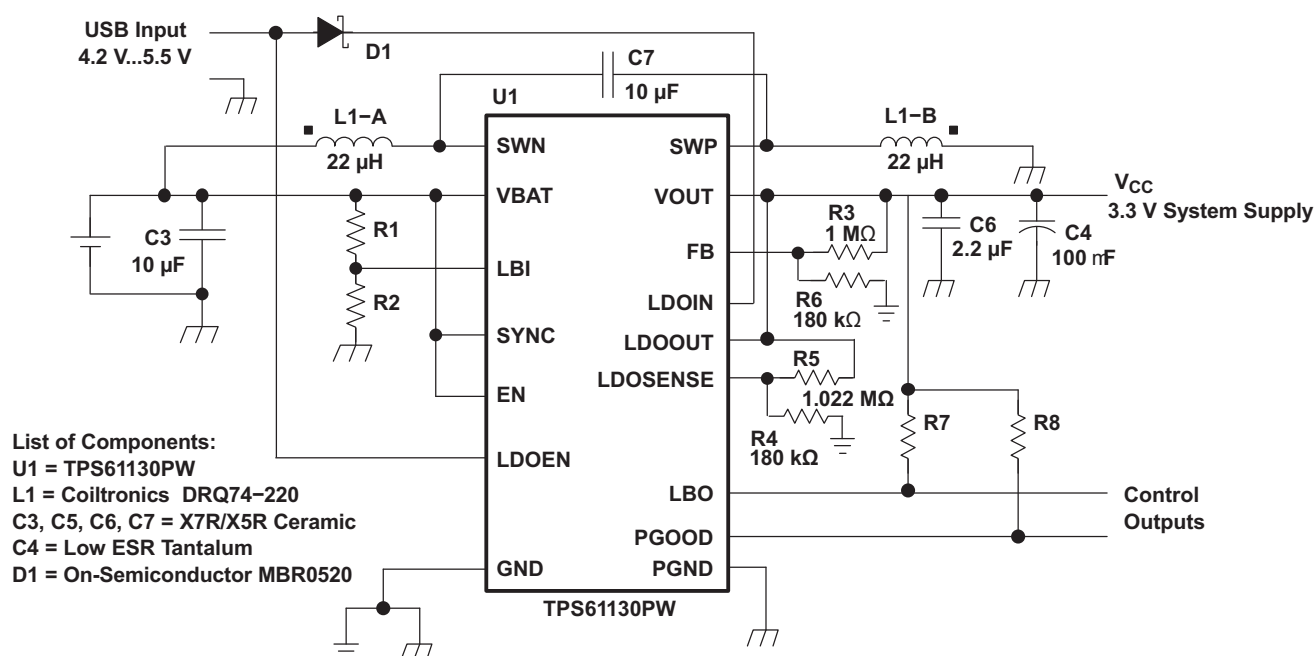 USB Input
4.2 V...5.5 V
D1
C7
10 µF
U1
L1−A
22 µH
L1−B
22 µH
SWN
SWP
VBAT
VOUT
VCC
3.3 V System Supply
C3
10 µF
R1
R2
LBI
SYNC
EN
LDOEN
GND
FB
LDOIN
LDOOUT
LDOSENSE
LBO
PGOOD
PGND
R3
1 MΩ
R6
180 kΩ
C6
2.2 µF
C4
100 mF
R5
1.022 MΩ
R4
180 kΩ
R7
R8
Control
Outputs
List of Components:
U1 = TPS61130PW
L1 = Coiltronics DRQ74−220
C3, C5, C6, C7 = X7R/X5R Ceramic
C4 = Low ESR Tantalum
D1 = On-Semiconductor MBR0520
TPS61130PW